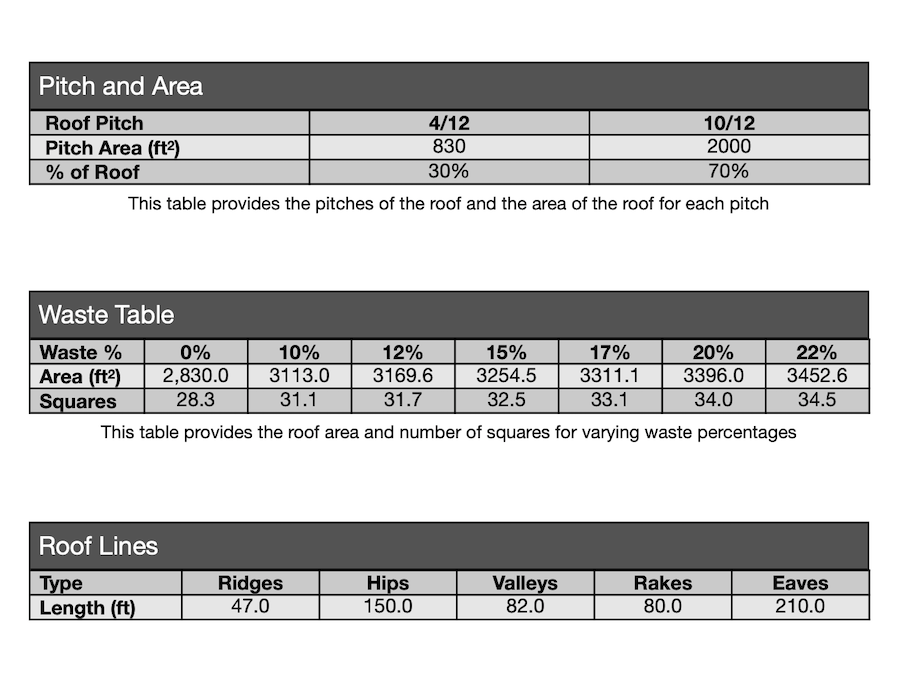 Pitch and Area
Roof Pitch 4/12 10/12
Pitch Area (ft²) 830 2000
% of Roof 30% 70%
This table provides the pitches of the roof and the area of the roof for each pitch
Waste Table
Waste % 0% 10% 12% 15% 17% 20% 22%
Area (ft²) 2,830.0 3113.0 3169.6 3254.5 3311.1 3396.0 3452.6
Squares 28.3 31.1 31.7 32.5 33.1 34.0 34.5
This table provides the roof area and number of squares for varying waste percentages
Roof Lines
Type Ridges Hips Valleys Rakes Eaves
Length (ft) 47.0 150.0 82.0 80.0 210.0